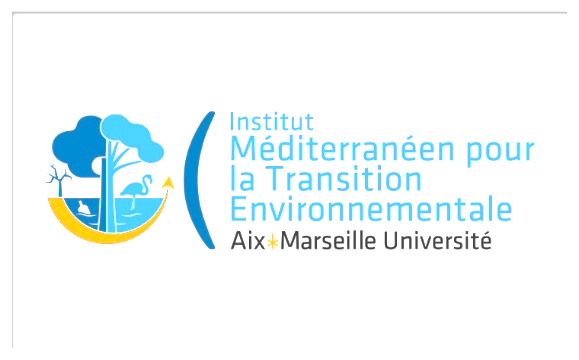 Institut
Méditerranéen pour
la Transition
Environnementale
Aix*Marseille Université